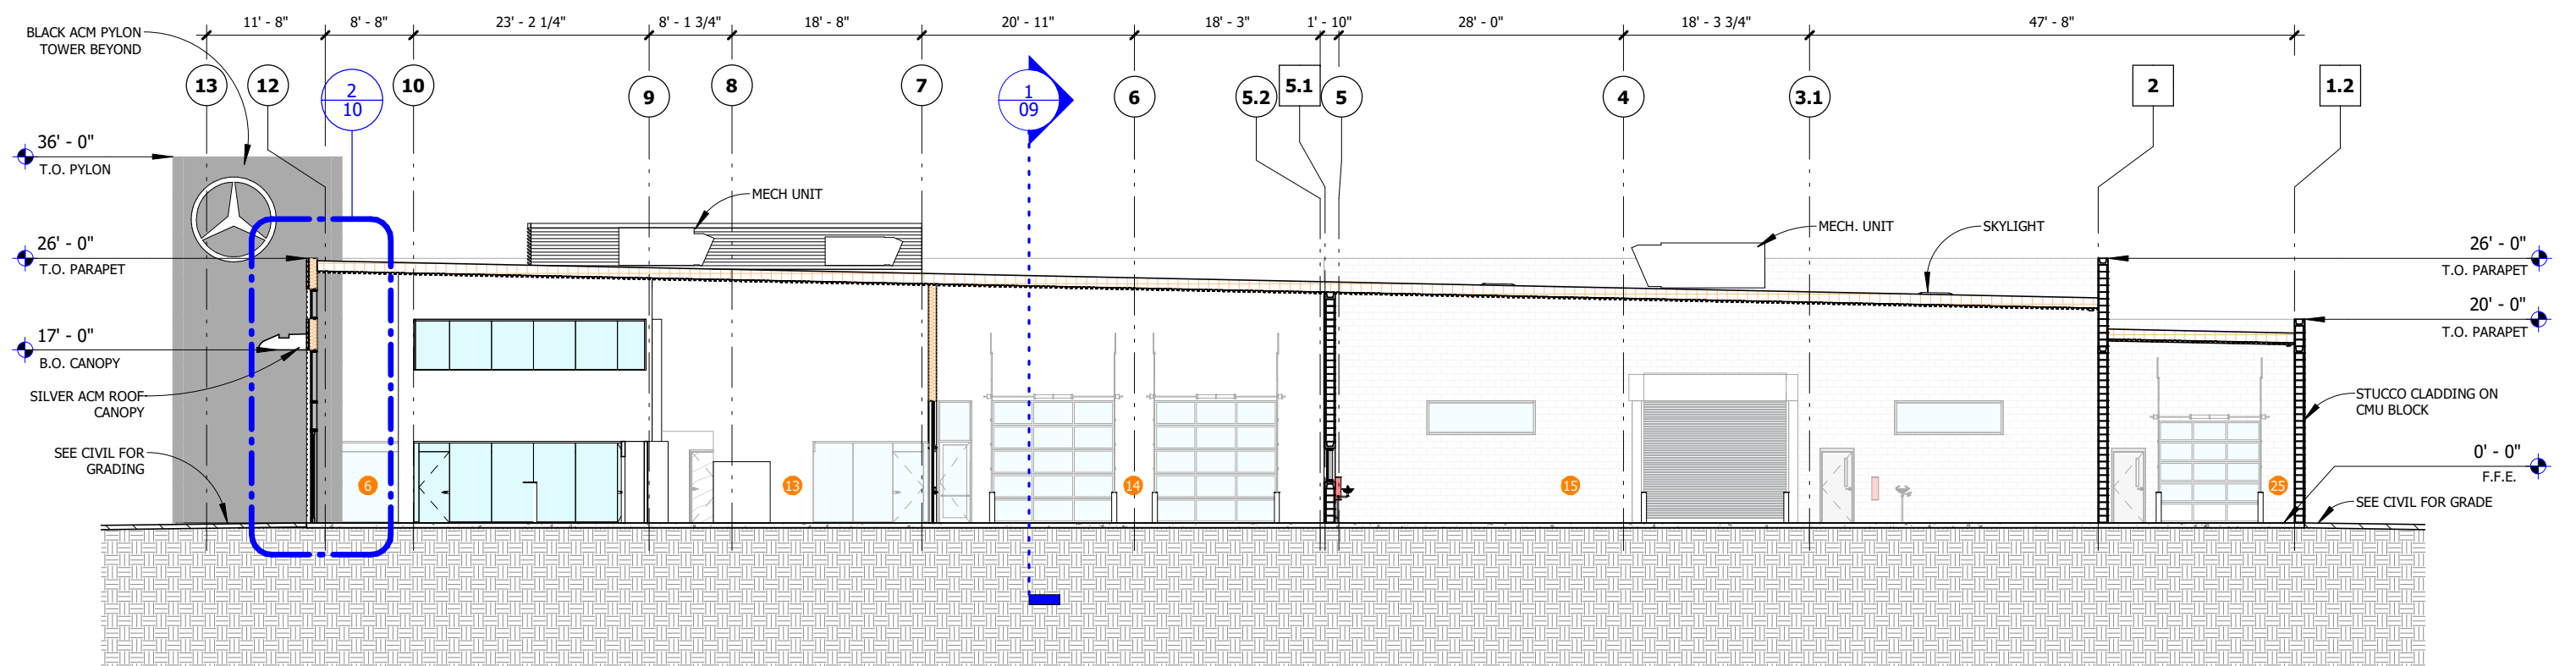 11' - 8"
8' - 8"
23' - 2 1/4"
8' - 1 3/4"
18' - 8"
20' - 11"
18' - 3"
1' - 10"
28' - 0"
18' - 3 3/4"
47' - 8"
BLACK ACM PYLON
TOWER BEYOND
13
12
2
10
10
9
8
7
1
09
6
5.2
5.1
5
4
3.1
2
1.2
36' - 0"
T.O. PYLON
MECH UNIT
MECH. UNIT
SKYLIGHT
26' - 0"
T.O. PARAPET
26' - 0"
T.O. PARAPET
17' - 0"
B.O. CANOPY
20' - 0"
T.O. PARAPET
SILVER ACM ROOF
CANOPY
STUCCO CLADDING ON
CMU BLOCK
SEE CIVIL FOR
GRADING
0' - 0"
F.F.E.
6
13
14
15
25
SEE CIVIL FOR GRADE